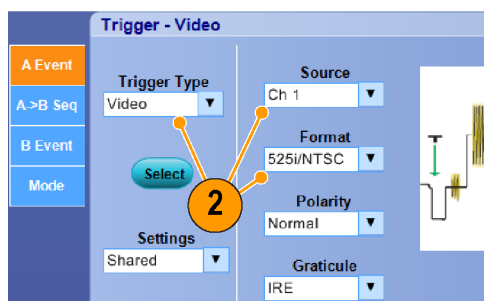 Trigger - Video
A Event
A->B Seq
B Event
Mode
Trigger Type
Video
Select
Settings
Shared
Source
Ch 1
Format
525i/NTSC
Polarity
Normal
Graticule
IRE
2
T